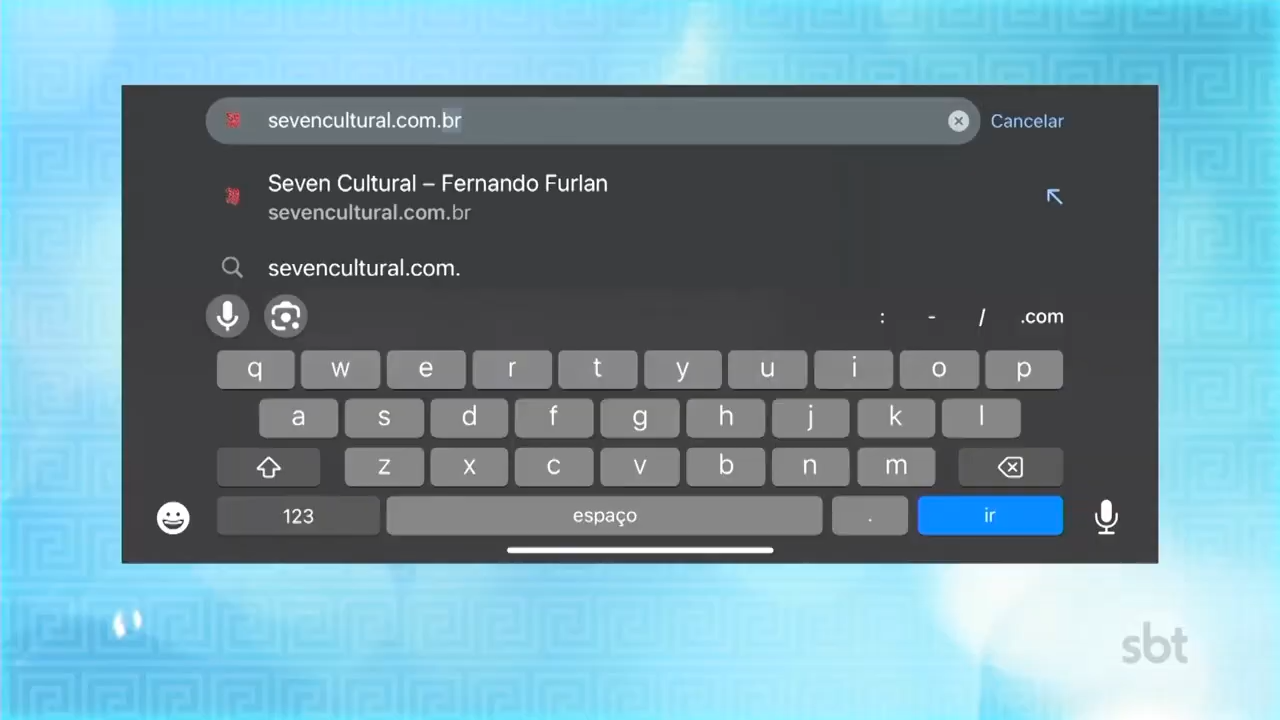 sevencultural.com.br
Cancelar
Seven Cultural – Fernando Furlan
sevencultural.com.br
sevencultural.com.
: - / .com
q w e r t y u i o p
a s d f g h j k l
z x c v b n m
123 espaço . ir
sbt